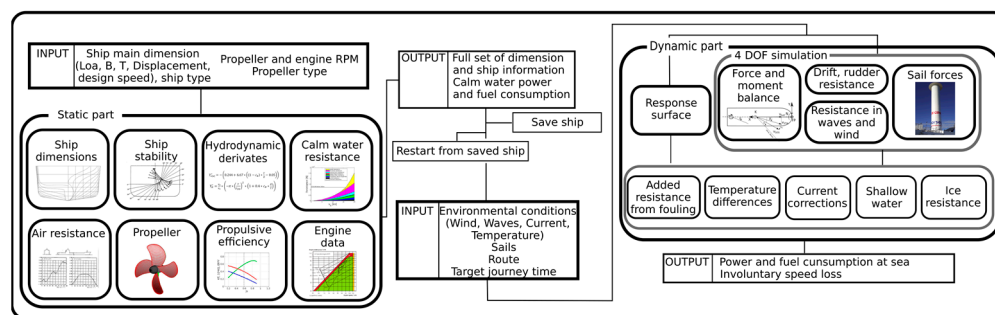 INPUT
Ship main dimension
(Loa, B, T, Displacement,
design speed), ship type
Propeller and engine RPM
Propeller type
Static part
Ship
dimensions
Ship
stability
Hydrodynamic
derivates
Calm water
resistance
Air resistance
Propeller
Propulsive
efficiency
Engine
data
OUTPUT
Full set of dimension
and ship information
Calm water power
and fuel consumption
Save ship
Restart from saved ship
INPUT
Environmental conditions
(Wind, Waves, Current,
Temperature)
Sails
Route
Target journey time
Dynamic part
4 DOF simulation
Response
surface
Force and
moment
balance
Drift, rudder
resistance
Resistance in
waves and
wind
Sail forces
Added
resistance
from fouling
Temperature
differences
Current
corrections
Shallow
water
Ice
resistance
OUTPUT
Power and fuel cunsumption at sea
Involuntary speed loss